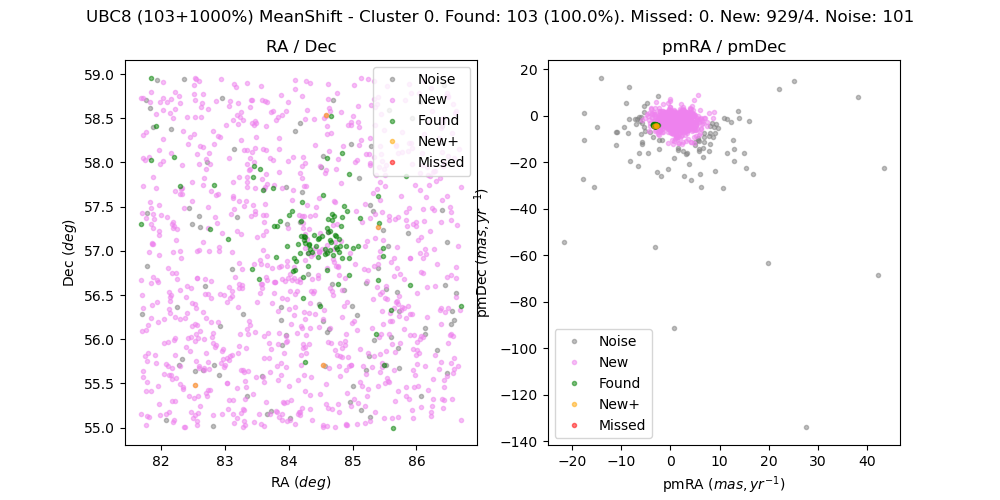 UBC8 (103+1000%) MeanShift - Cluster 0. Found: 103 (100.0%). Missed: 0. New: 929/4. Noise: 101
RA / Dec
59.0
58.5
58.0
57.5
57.0
56.5
56.0
55.5
55.0
Dec (deg)
82
83
84
85
86
RA (deg)
Noise
New
Found
New+
Missed
pmRA / pmDec
20
0
−20
−40
−60
−80
−100
−120
−140
pmDec (mas, yr⁻¹)
−20
−10
0
10
20
30
40
pmRA (mas, yr⁻¹)
Noise
New
Found
New+
Missed